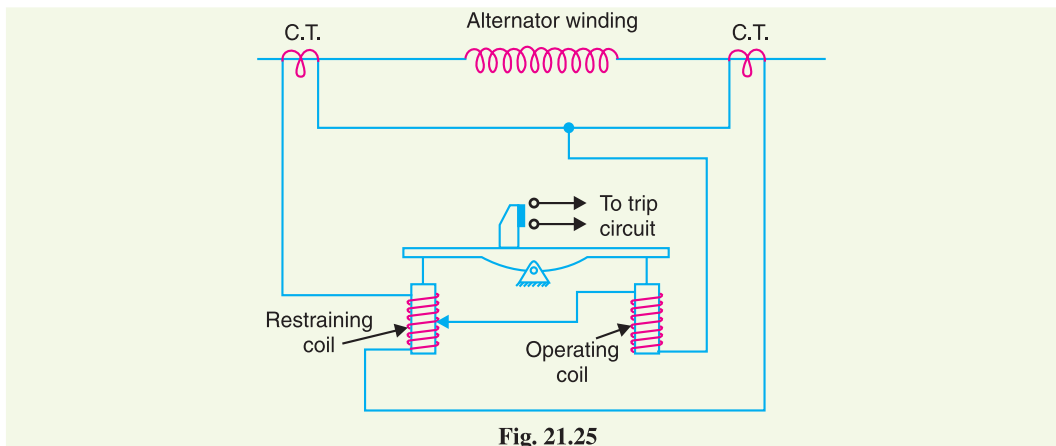 Alternator winding
C.T.
C.T.
To trip
circuit
Restraining
coil
Operating
coil
Fig. 21.25